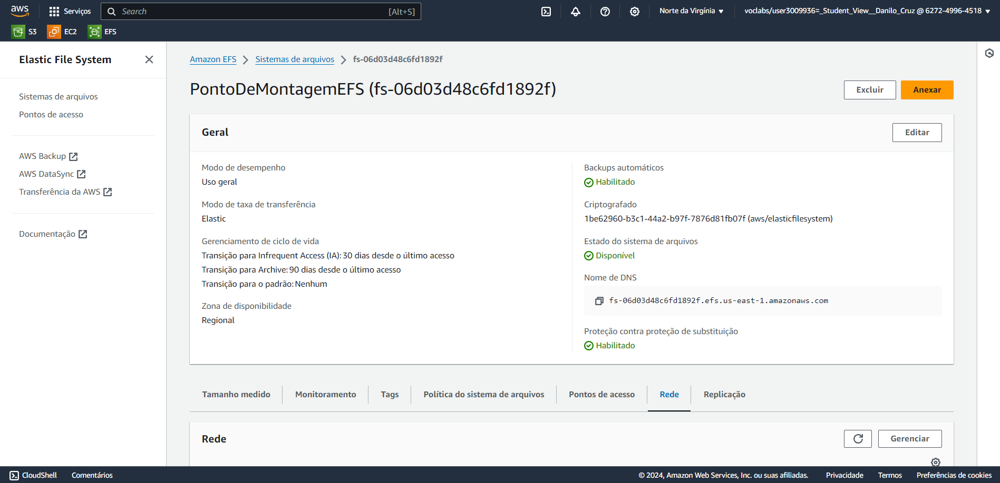 aws
Serviços
Search
[Alt+S]
Norte da Virgínia
voclabs/user3009936=_Student_View__Danilo_Cruz @ 6272-4996-4518
S3
EC2
EFS
Elastic File System
Sistemas de arquivos
Pontos de acesso
AWS Backup
AWS DataSync
Transferência da AWS
Documentação
Amazon EFS
Sistemas de arquivos
fs-06d03d48c6fd1892f
PontoDeMontagemEFS (fs-06d03d48c6fd1892f)
Excluir
Anexar
Geral
Editar
Modo de desempenho
Uso geral
Modo de taxa de transferência
Elastic
Gerenciamento de ciclo de vida
Transição para Infrequent Access (IA): 30 dias desde o último acesso
Transição para Archive: 90 dias desde o último acesso
Transição para o padrão: Nenhum
Zona de disponibilidade
Regional
Backups automáticos
Habilitado
Criptografado
1be62960-b3c1-44a2-b97f-7876d81fb07f (aws/elasticfilesystem)
Estado do sistema de arquivos
Disponível
Nome de DNS
fs-06d03d48c6fd1892f.efs.us-east-1.amazonaws.com
Proteção contra proteção de substituição
Habilitado
Tamanho medido
Monitoramento
Tags
Política do sistema de arquivos
Pontos de acesso
Rede
Replicação
Rede
Gerenciar
CloudShell
Comentários
© 2024, Amazon Web Services, Inc. ou suas afiliadas.
Privacidade
Termos
Preferências de cookies